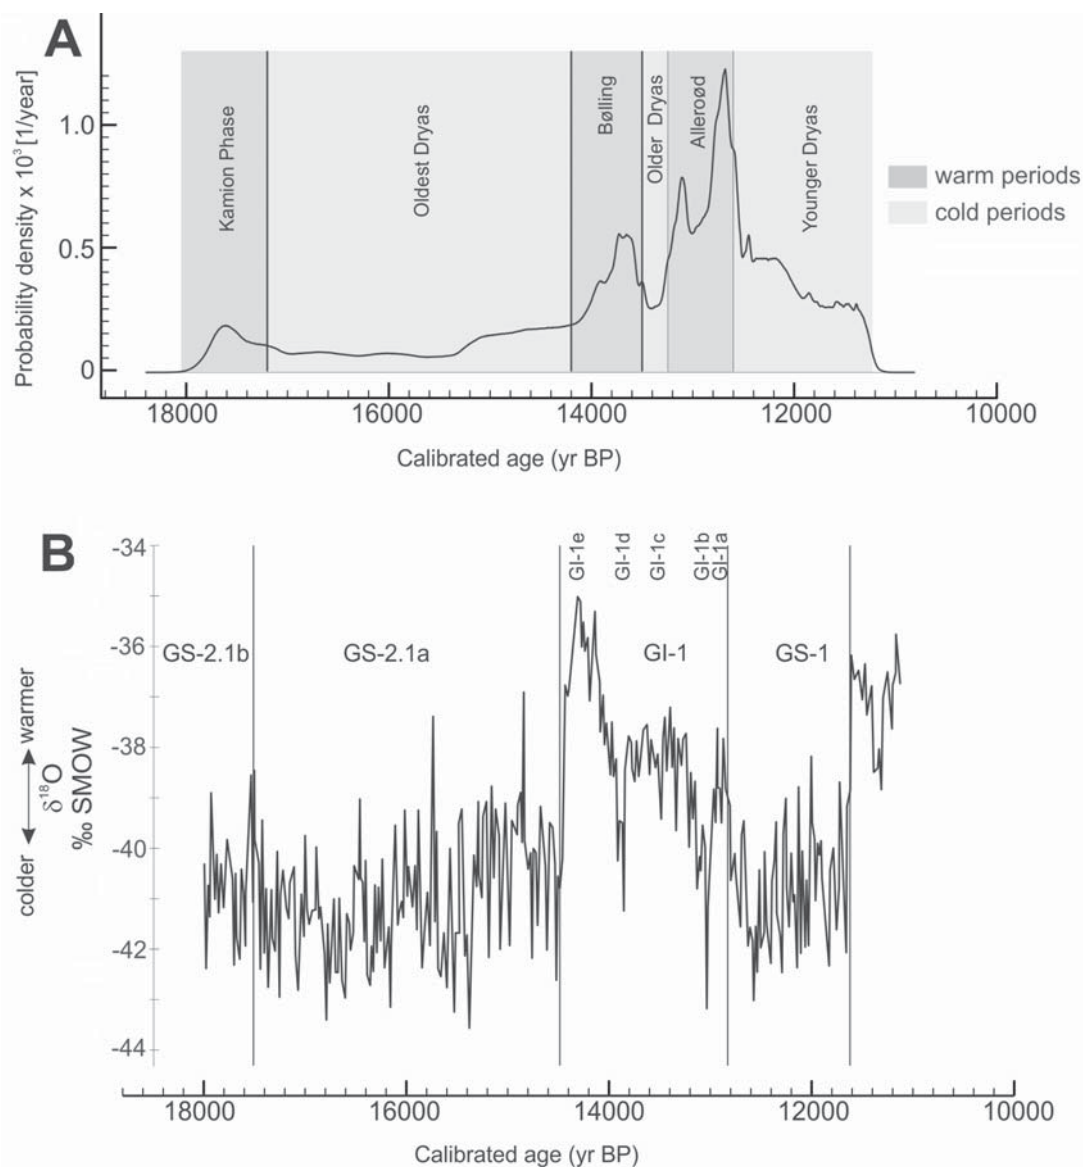 A
Probability density x 10³ [1/year]
1.0
0.5
0
Kamion Phase
Oldest Dryas
Bølling
Older Dryas
Alleroød
Younger Dryas
warm periods
cold periods
18000 16000 14000 12000 10000
Calibrated age (yr BP)
B
colder warmer
δ¹⁸O
‰ SMOW
-34
-36
-38
-40
-42
-44
GI-1e
GI-1d
GI-1c
GI-1b
GI-1a
GS-2.1b GS-2.1a GI-1 GS-1
18000 16000 14000 12000 10000
Calibrated age (yr BP)